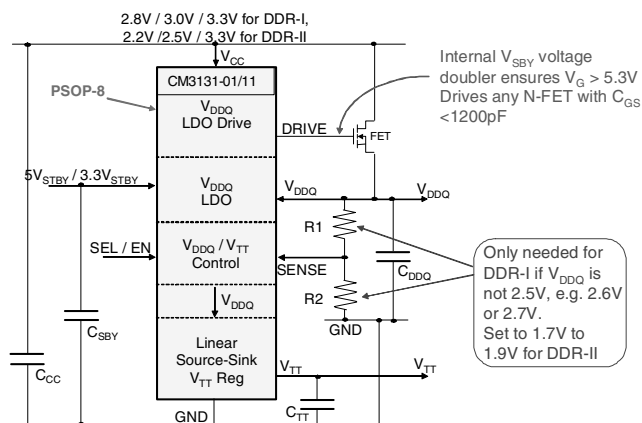 2.8V / 3.0V / 3.3V for DDR-I,
2.2V /2.5V / 3.3V for DDR-II
VCC
Internal VSBY voltage
doubler ensures VG > 5.3V
Drives any N-FET with CGS
<1200pF
CM3131-01/11
PSOP-8
VDDQ
LDO Drive
DRIVE
FET
5VSTBY / 3.3VSTBY
VDDQ
LDO
VDDQ
VDDQ
R1
SEL / EN
VDDQ / VTT
Control
SENSE
CDDQ
Only needed for
DDR-I if VDDQ is
not 2.5V, e.g. 2.6V
or 2.7V.
Set to 1.7V to
1.9V for DDR-II
R2
VDDQ
GND
CSBY
Linear
Source-Sink
VTT Reg
VTT
VTT
CCC
GND
CTT